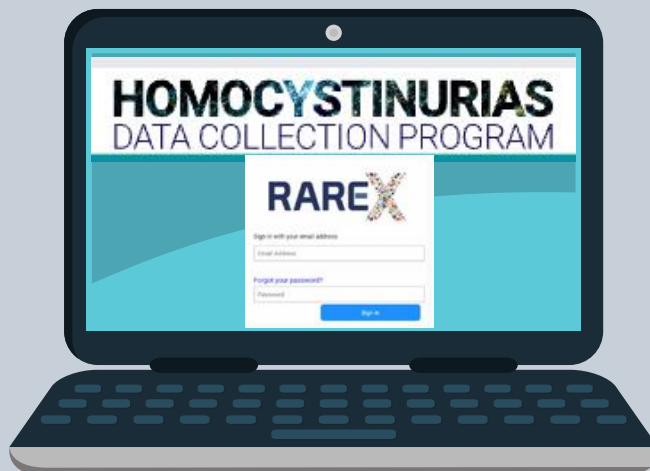 HOMOCYSTINURIAS
DATA COLLECTION PROGRAM
RAREX
Sign in with your email address
Email Address
Forgot your password?
Password
Sign in